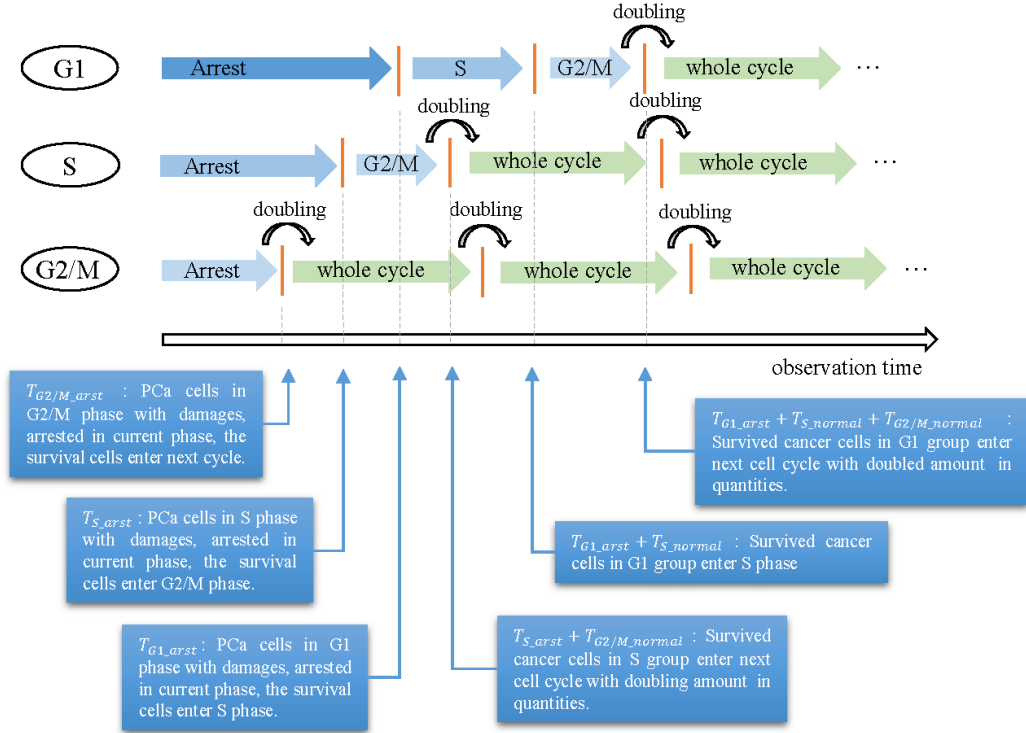 doubling
G1
Arrest
S
G2/M
whole cycle
...
doubling
doubling
S
Arrest
G2/M
whole cycle
whole cycle
...
doubling
doubling
doubling
G2/M
Arrest
whole cycle
whole cycle
whole cycle
...
observation time
T_{G2/M_arst} : PCa cells in
G2/M phase with damages,
arrested in current phase, the
survival cells enter next cycle.
T_{G1_arst} + T_{S_normal} + T_{G2/M_normal} :
Survived cancer cells in G1 group enter
next cell cycle with doubled amount in
quantities.
T_{S_arst} : PCa cells in S phase
with damages, arrested in
current phase, the survival
cells enter G2/M phase.
T_{G1_arst} + T_{S_normal} : Survived cancer
cells in G1 group enter S phase
T_{G1_arst} : PCa cells in G1
phase with damages, arrested
in current phase, the survival
cells enter S phase.
T_{S_arst} + T_{G2/M_normal} : Survived
cancer cells in S group enter next
cell cycle with doubling amount in
quantities.